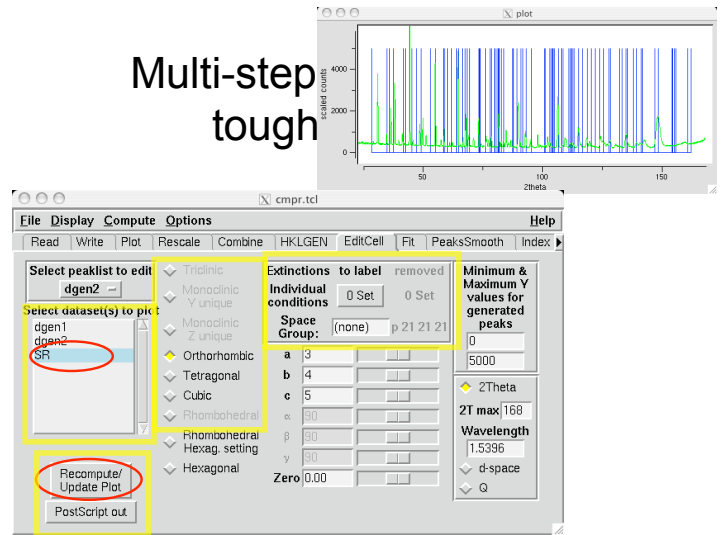 Multi-step
tough
plot
scaled counts
4000
2000
0
50
100
150
2theta
cmpr.tcl
File Display Compute Options Help
Read Write Plot Rescale Combine HKLGEN EditCell Fit PeaksSmooth Index
Select peaklist to edit
dgen2
Select dataset(s) to plot
dgen1
dgen2
SR
Recompute/
Update Plot
PostScript out
Triclinic
Monoclinic
Y unique
Monoclinic
Z unique
Orthorhombic
Tetragonal
Cubic
Rhombohedral
Rhombohedral
Hexag. setting
Hexagonal
Extinctions to label removed
Individual
conditions
0 Set 0 Set
Space
Group:
(none) p 21 21 21
a 3
b 4
c 5
α 90
β 90
γ 90
Zero 0.00
Minimum &
Maximum Y
values for
generated
peaks
0
5000
2Theta
2T max 168
Wavelength
1.5396
d-space
Q